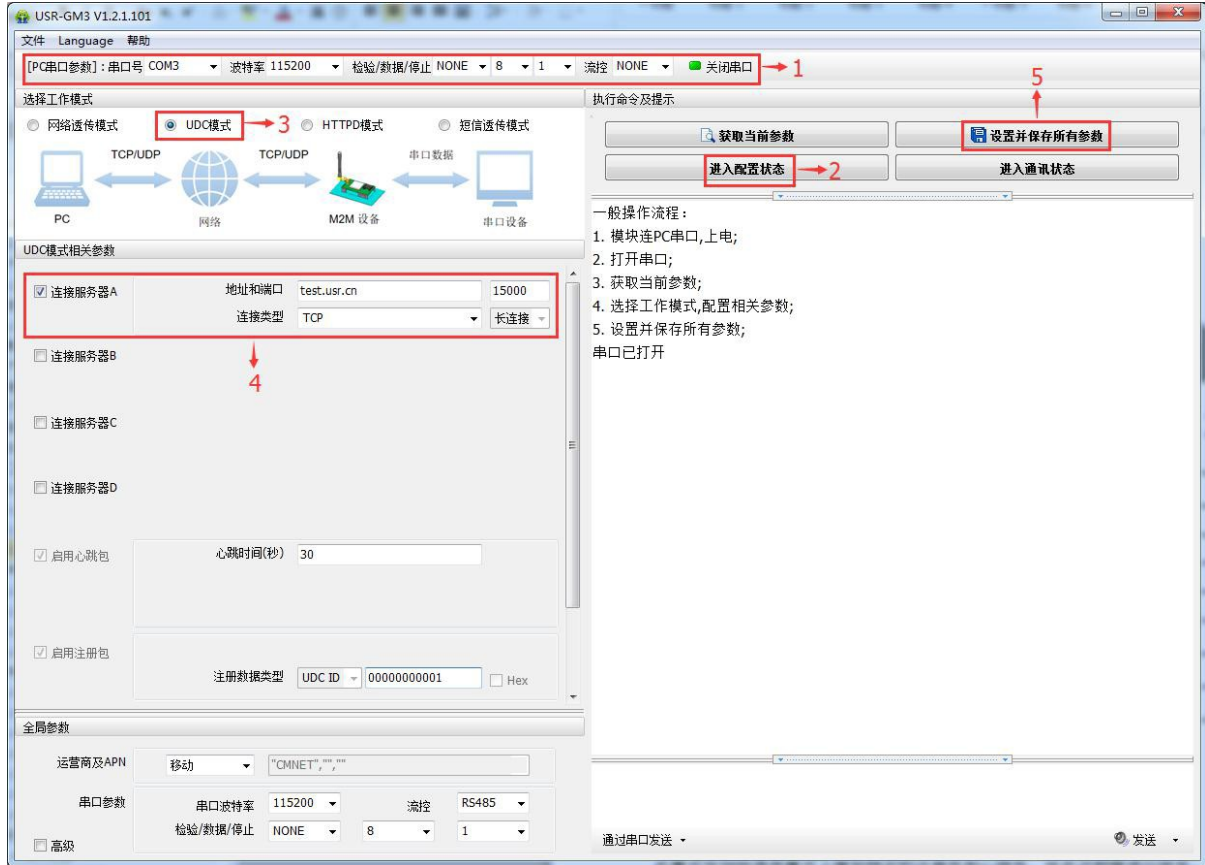 USR-GM3 V1.2.1.101
文件 Language 帮助
[PC串口参数]：串口号 COM3 波特率 115200 检验/数据/停止 NONE 8 1 流控 NONE 关闭串口 1
选择工作模式
网络透传模式 UDC模式 3 HTTPD模式 短信透传模式
TCP/UDP TCP/UDP 串口数据
PC 网络 M2M 设备 串口设备
UDC模式相关参数
连接服务器A 地址和端口 test.usr.cn 15000
连接类型 TCP 长连接
连接服务器B
4
连接服务器C
连接服务器D
启用心跳包 心跳时间(秒) 30
启用注册包
注册数据类型 UDC ID 00000000001 Hex
全局参数
运营商及APN 移动 "CMNET","",""
串口参数 串口波特率 115200 流控 RS485
检验/数据/停止 NONE 8 1
高级
5
执行命令及提示
获取当前参数 设置并保存所有参数
进入配置状态 2 进入通讯状态
一般操作流程：
1. 模块连PC串口,上电;
2. 打开串口;
3. 获取当前参数;
4. 选择工作模式,配置相关参数;
5. 设置并保存所有参数;
串口已打开
通过串口发送 发送